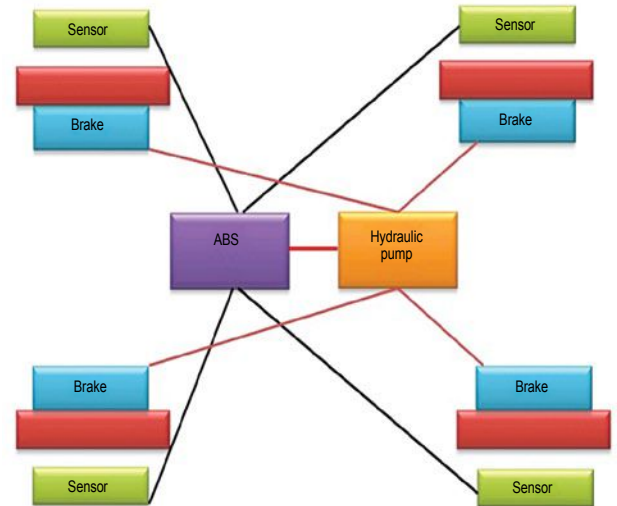 Sensor
Sensor
Brake
Brake
ABS
Hydraulic
pump
Brake
Brake
Sensor
Sensor